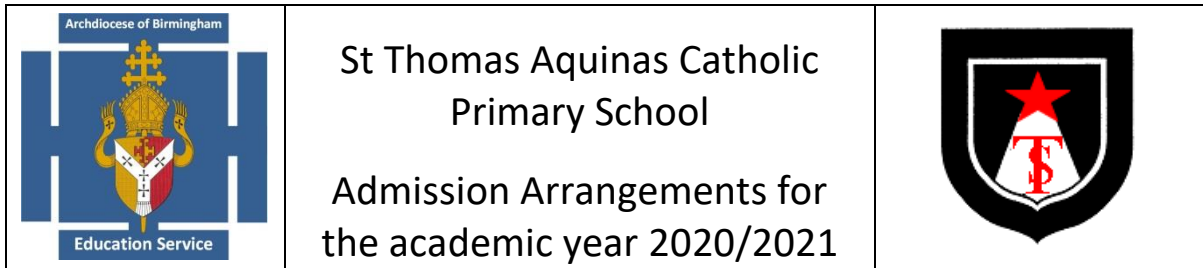 Archdiocese of Birmingham
Education Service
St Thomas Aquinas Catholic
Primary School
Admission Arrangements for
the academic year 2020/2021
TS